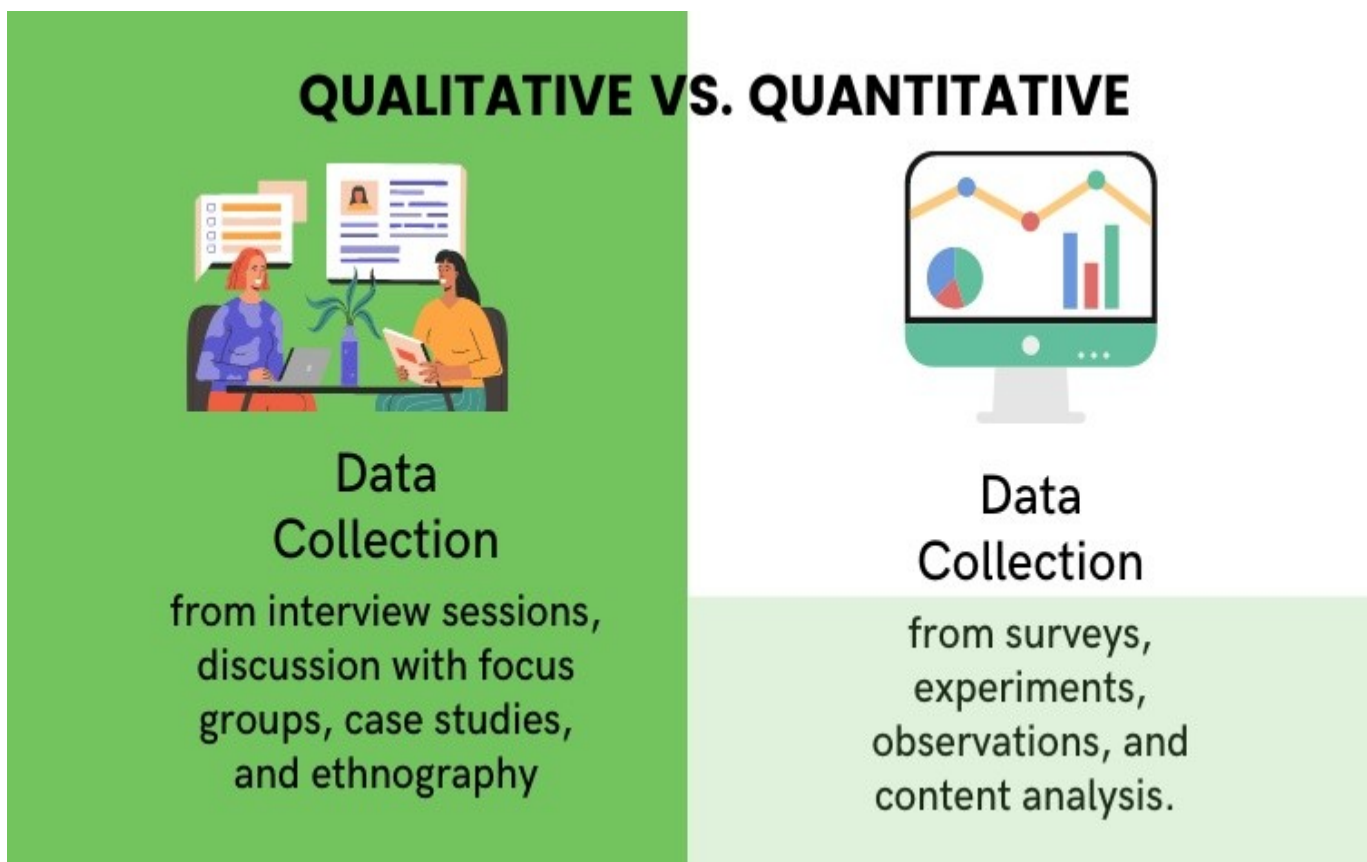 QUALITATIVE VS. QUANTITATIVE
Data
Collection
from interview sessions,
discussion with focus
groups, case studies,
and ethnography
Data
Collection
from surveys,
experiments,
observations, and
content analysis.